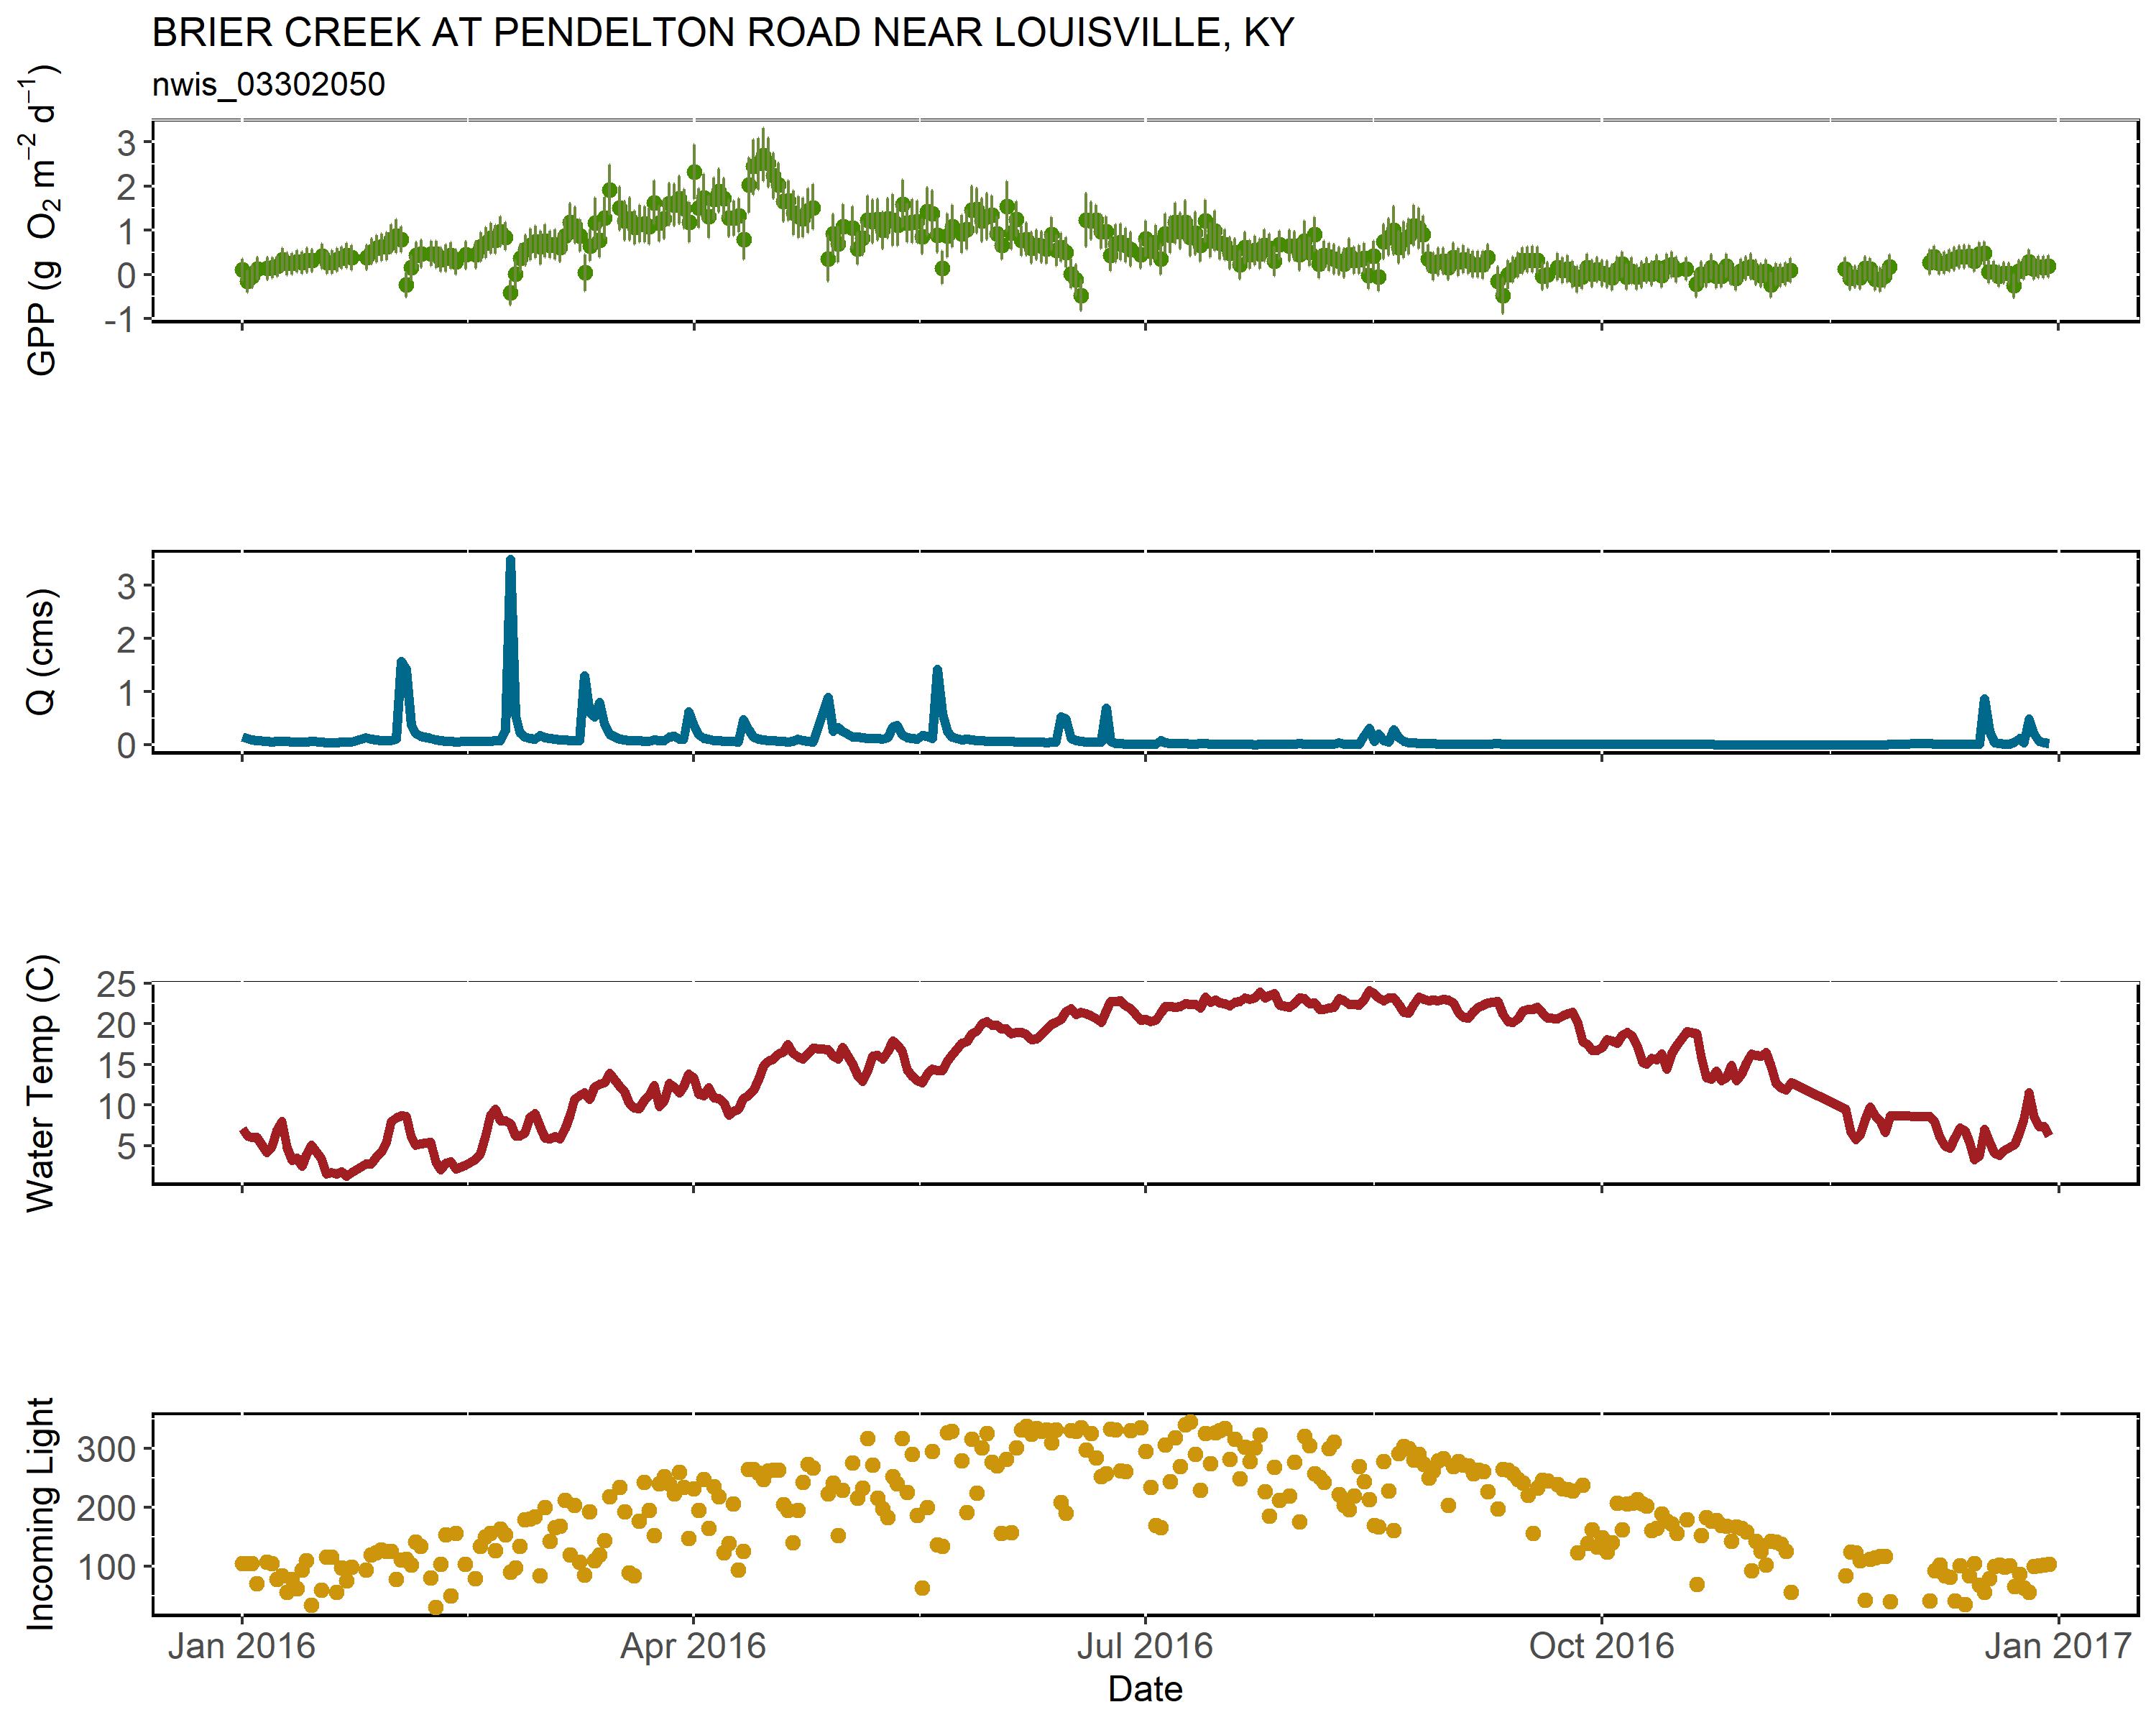 BRIER CREEK AT PENDELTON ROAD NEAR LOUISVILLE, KY
nwis_03302050
GPP (g O₂ m⁻² d⁻¹)
3
2
1
0
-1
Q (cms)
3
2
1
0
Water Temp (C)
25
20
15
10
5
Incoming Light
300
200
100
Jan 2016 Apr 2016 Jul 2016 Oct 2016 Jan 2017
Date